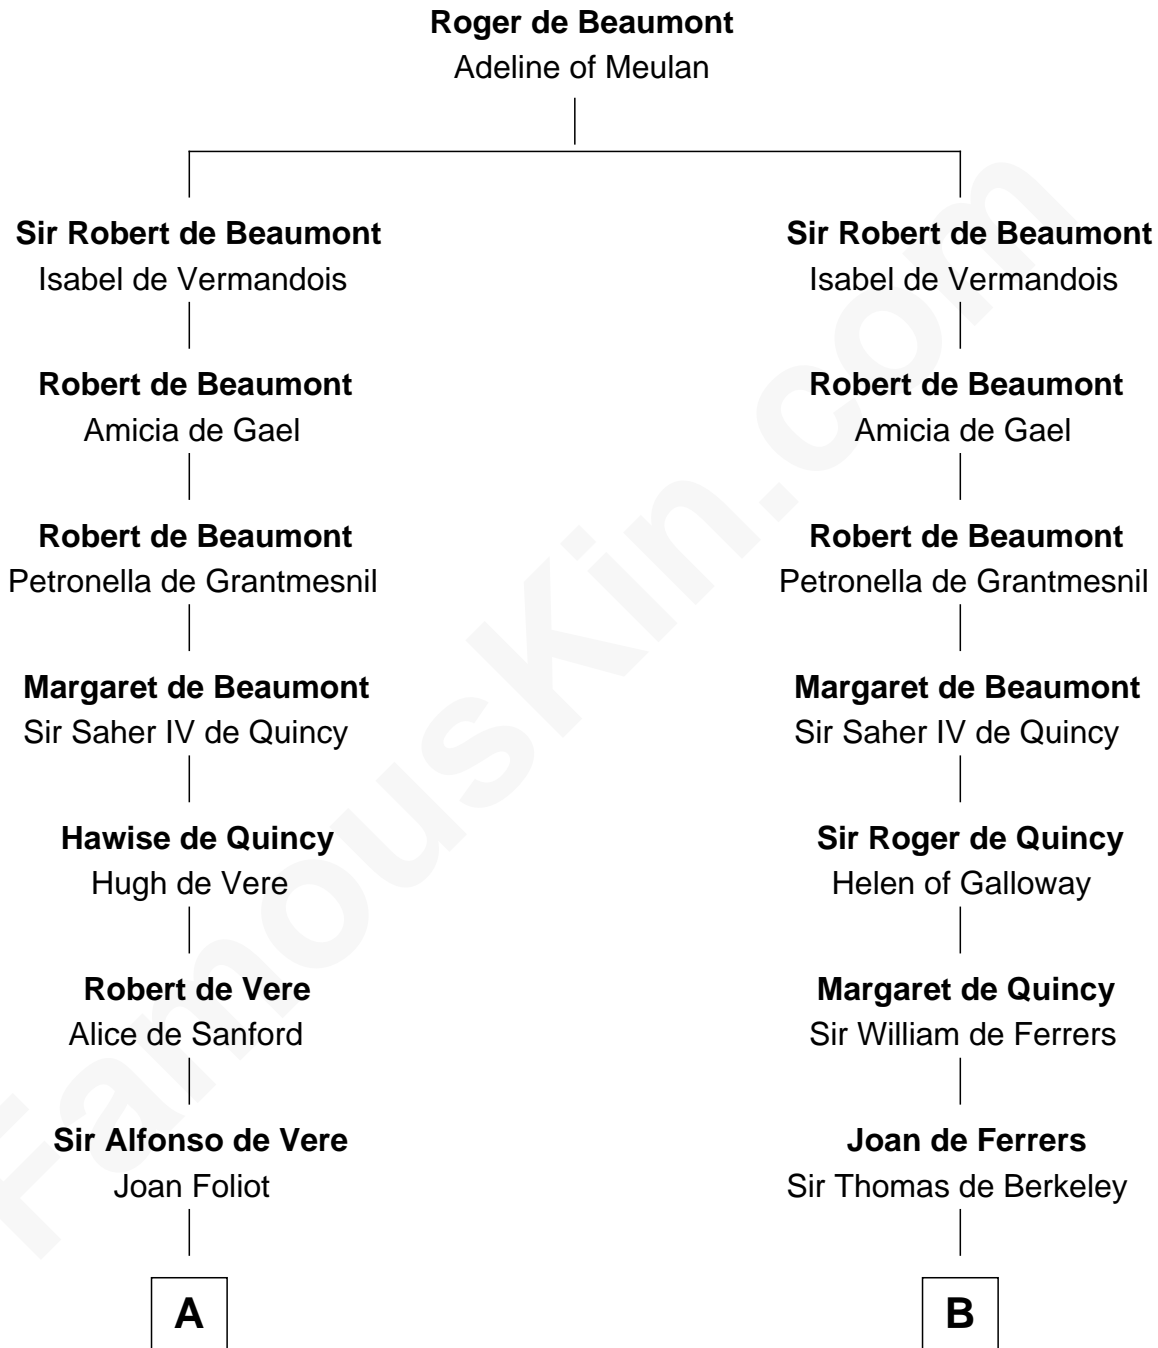 Roger de Beaumont
Adeline of Meulan
Sir Robert de Beaumont
Isabel de Vermandois
Robert de Beaumont
Amicia de Gael
Robert de Beaumont
Petronella de Grantmesnil
Margaret de Beaumont
Sir Saher IV de Quincy
Hawise de Quincy
Hugh de Vere
Robert de Vere
Alice de Sanford
Sir Alfonso de Vere
Joan Foliot
A
Sir Robert de Beaumont
Isabel de Vermandois
Robert de Beaumont
Amicia de Gael
Robert de Beaumont
Petronella de Grantmesnil
Margaret de Beaumont
Sir Saher IV de Quincy
Sir Roger de Quincy
Helen of Galloway
Margaret de Quincy
Sir William de Ferrers
Joan de Ferrers
Sir Thomas de Berkeley
B
FamousKin.com